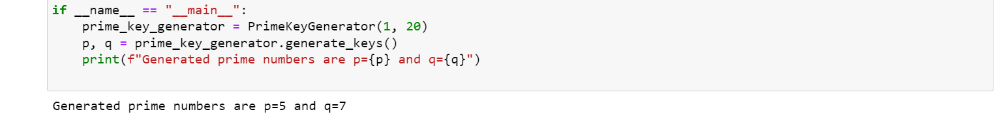 if __name__ == "__main__":
    prime_key_generator = PrimeKeyGenerator(1, 20)
    p, q = prime_key_generator.generate_keys()
    print(f"Generated prime numbers are p={p} and q={q}")
Generated prime numbers are p=5 and q=7